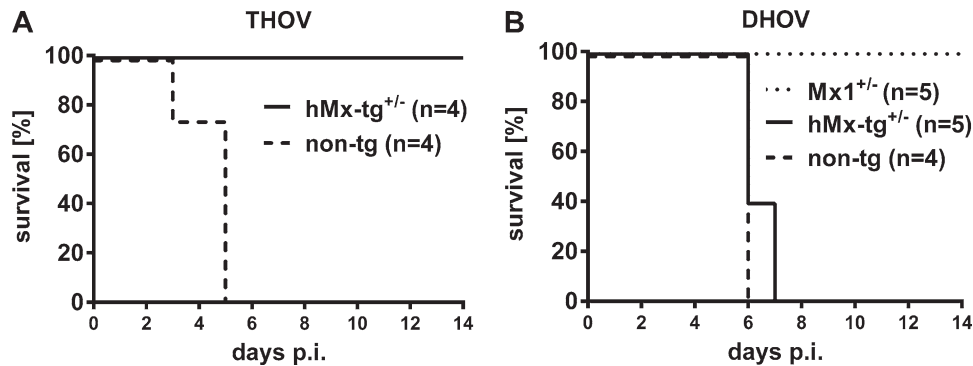 A
THOV
survival [%]
100
80
60
40
20
0
hMx-tg+/- (n=4)
non-tg (n=4)
0 2 4 6 8 10 12 14
days p.i.
B
DHOV
survival [%]
100
80
60
40
20
0
Mx1+/- (n=5)
hMx-tg+/- (n=5)
non-tg (n=4)
0 2 4 6 8 10 12 14
days p.i.